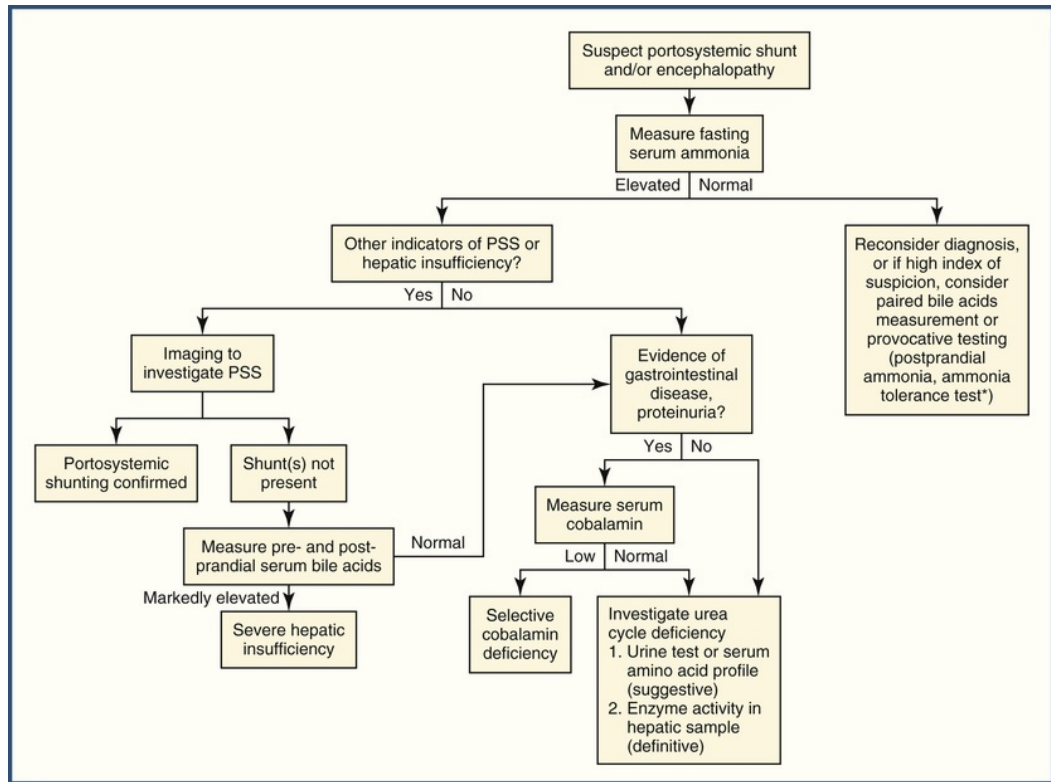 Suspect portosystemic shunt
and/or encephalopathy
Measure fasting
serum ammonia
Elevated Normal
Other indicators of PSS or
hepatic insufficiency?
Reconsider diagnosis,
or if high index of
suspicion, consider
paired bile acids
measurement or
provocative testing
(postprandial
ammonia, ammonia
tolerance test*)
Yes No
Imaging to
investigate PSS
Evidence of
gastrointestinal
disease,
proteinuria?
Portosystemic
shunting confirmed
Shunt(s) not
present
Yes No
Measure serum
cobalamin
Measure pre- and post-
prandial serum bile acids
Normal
Low Normal
Markedly elevated
Severe hepatic
insufficiency
Selective
cobalamin
deficiency
Investigate urea
cycle deficiency
1. Urine test or serum
amino acid profile
(suggestive)
2. Enzyme activity in
hepatic sample
(definitive)